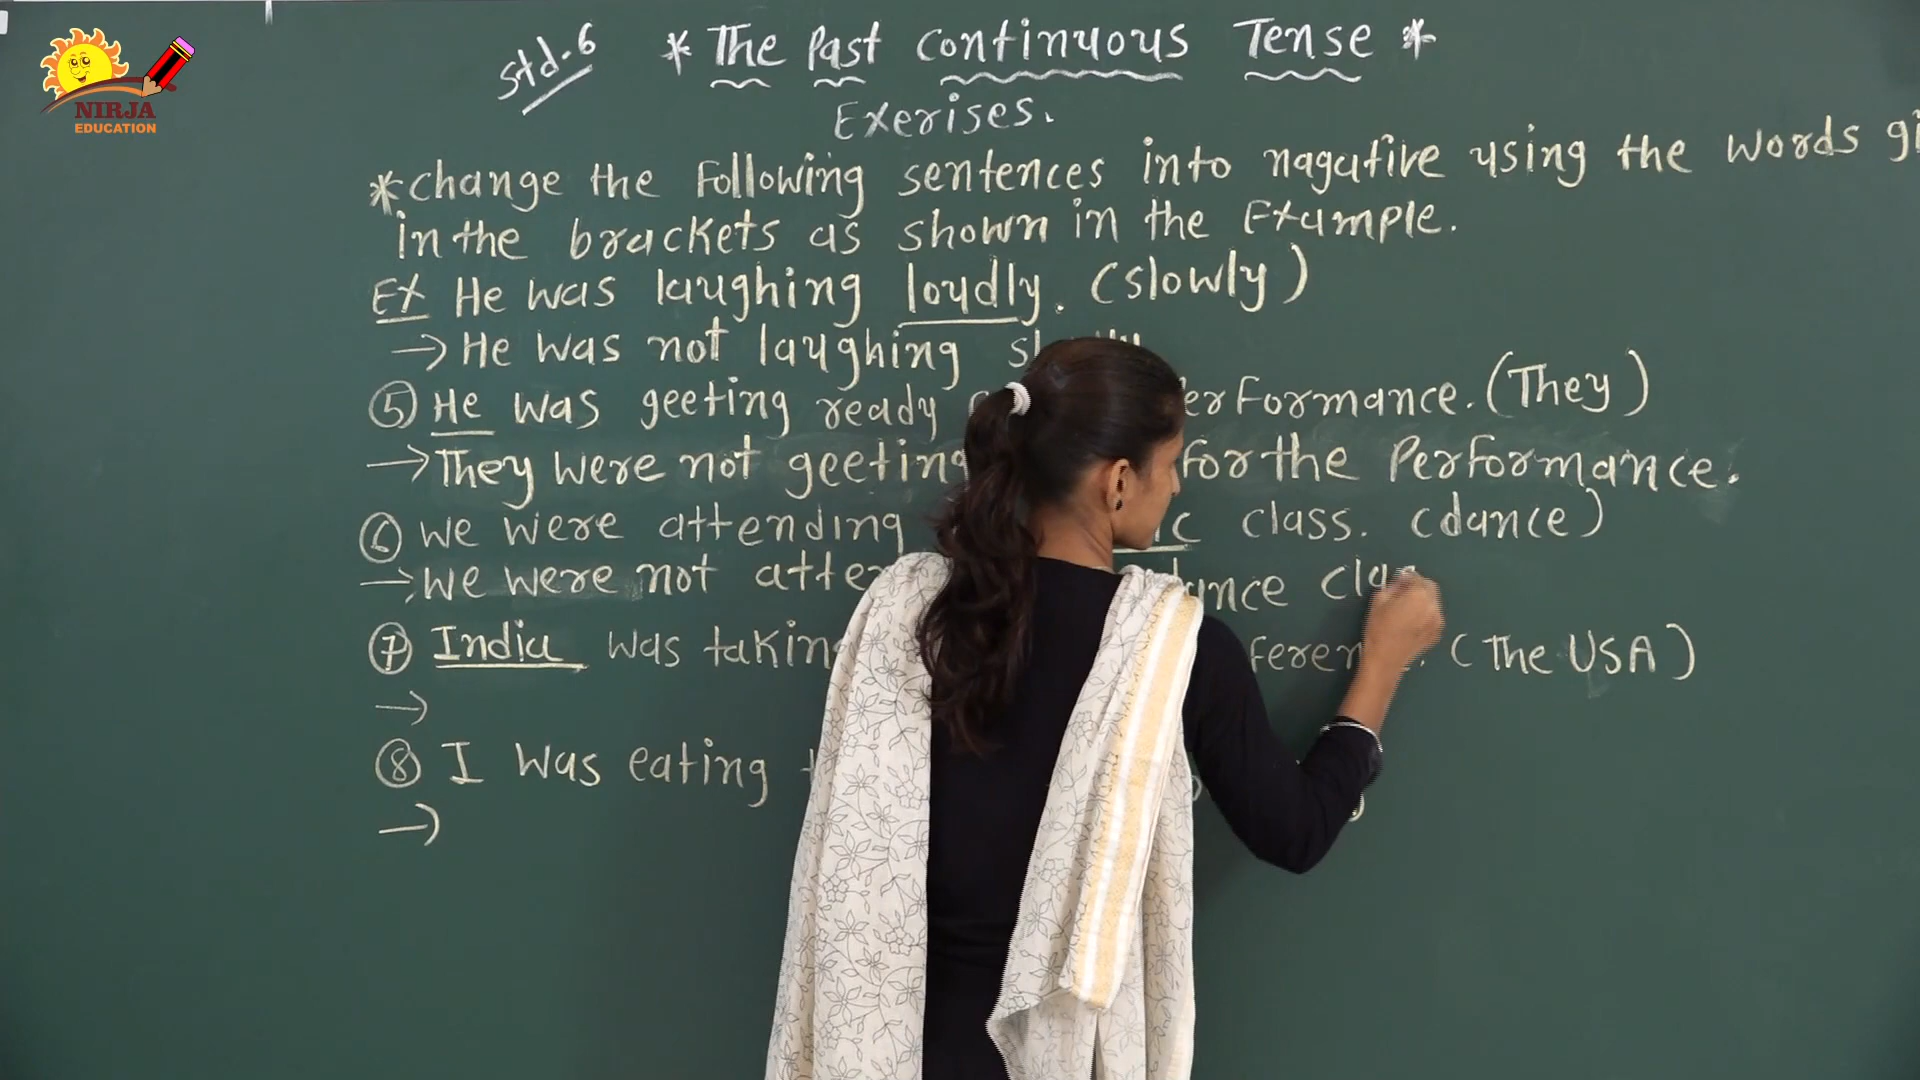 NIRJA
EDUCATION
std-6 * The Past Continuous Tense *
Exerises.
* change the Following sentences into nagative using the words gi
in the brackets as shown in the Example.
Ex He was laughing loudly. (slowly)
→ He was not laughing
⑤ He was geeting ready erformance. (They)
→ They were not geeting for the Performance.
⑥ We were attending class. (dance)
→ We were not class
⑦ India was taking (The USA)
→
⑧ I was eating
→